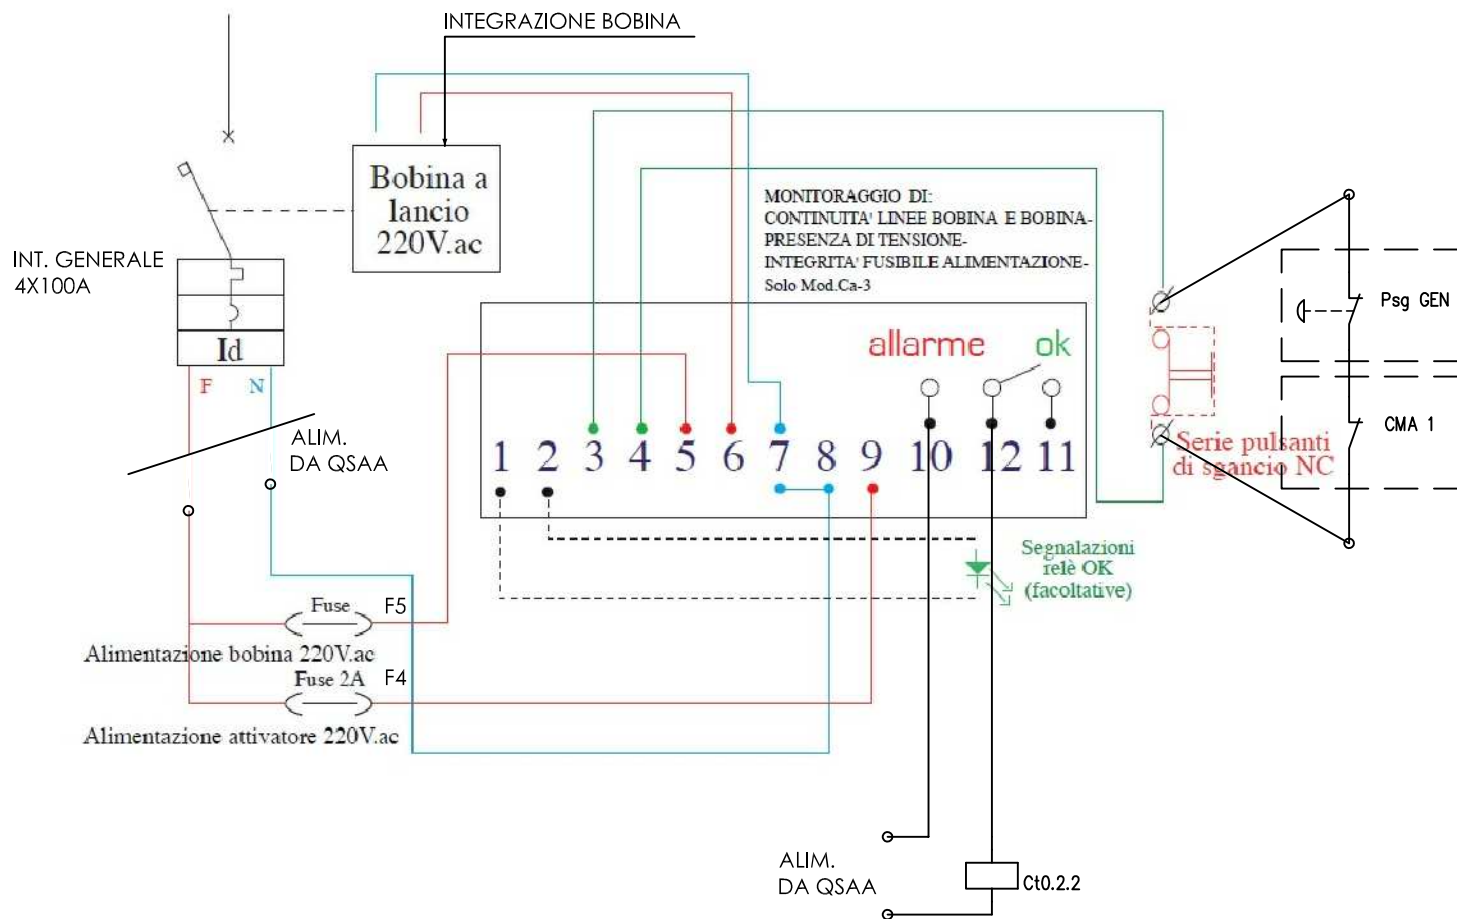 INTEGRAZIONE BOBINA
Bobina a
lancio
220V.ac
MONITORAGGIO DI:
CONTINUITA' LINEE BOBINA E BOBINA-
PRESENZA DI TENSIONE-
INTEGRITA' FUSIBILE ALIMENTAZIONE-
Solo Mod.Ca-3
INT. GENERALE
4X100A
Id
F N
ALIM.
DA QSAA
allarme ok
1 2 3 4 5 6 7 8 9 10 12 11
Psg GEN
CMA 1
Serie pulsanti
di sgancio NC
Segnalazioni
relè OK
(facoltative)
Fuse F5
Alimentazione bobina 220V.ac
Fuse 2A F4
Alimentazione attivatore 220V.ac
ALIM.
DA QSAA
Ct0.2.2